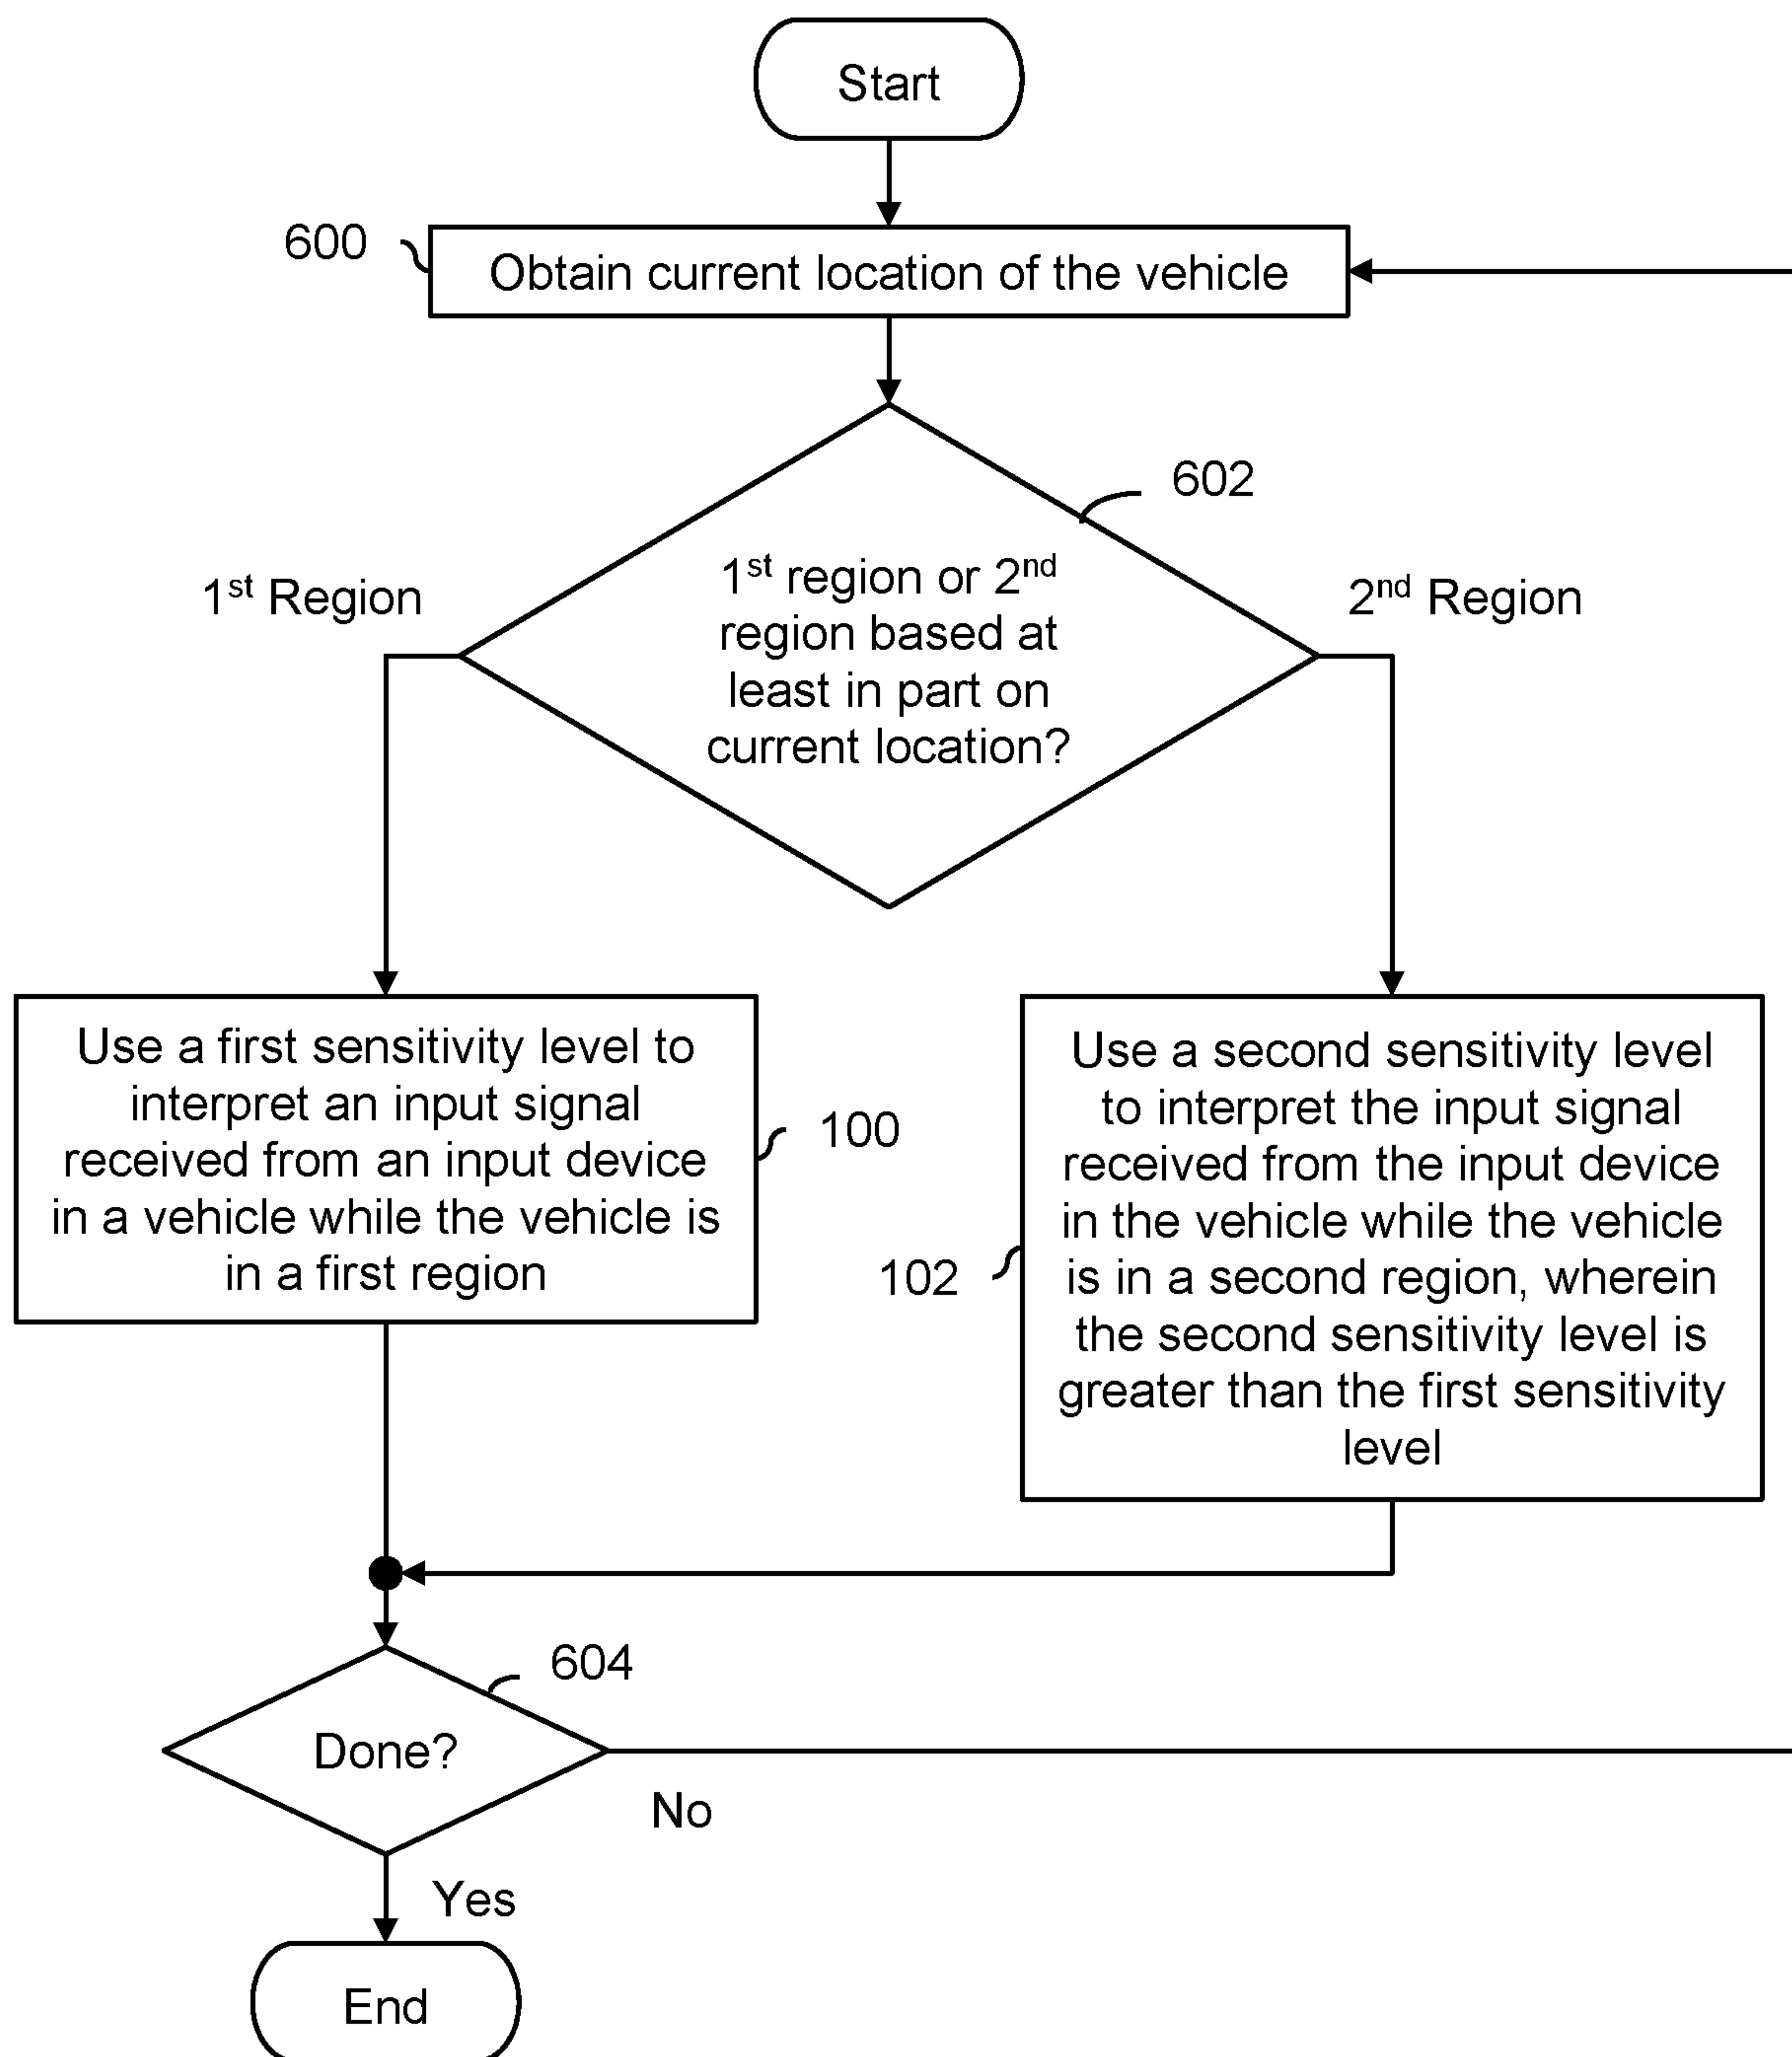 Start
600
Obtain current location of the vehicle
602
1st region or 2nd
region based at
least in part on
current location?
1st Region
2nd Region
Use a first sensitivity level to
interpret an input signal
received from an input device
in a vehicle while the vehicle is
in a first region
100
Use a second sensitivity level
to interpret the input signal
received from the input device
in the vehicle while the vehicle
is in a second region, wherein
the second sensitivity level is
greater than the first sensitivity
level
102
604
Done?
No
Yes
End